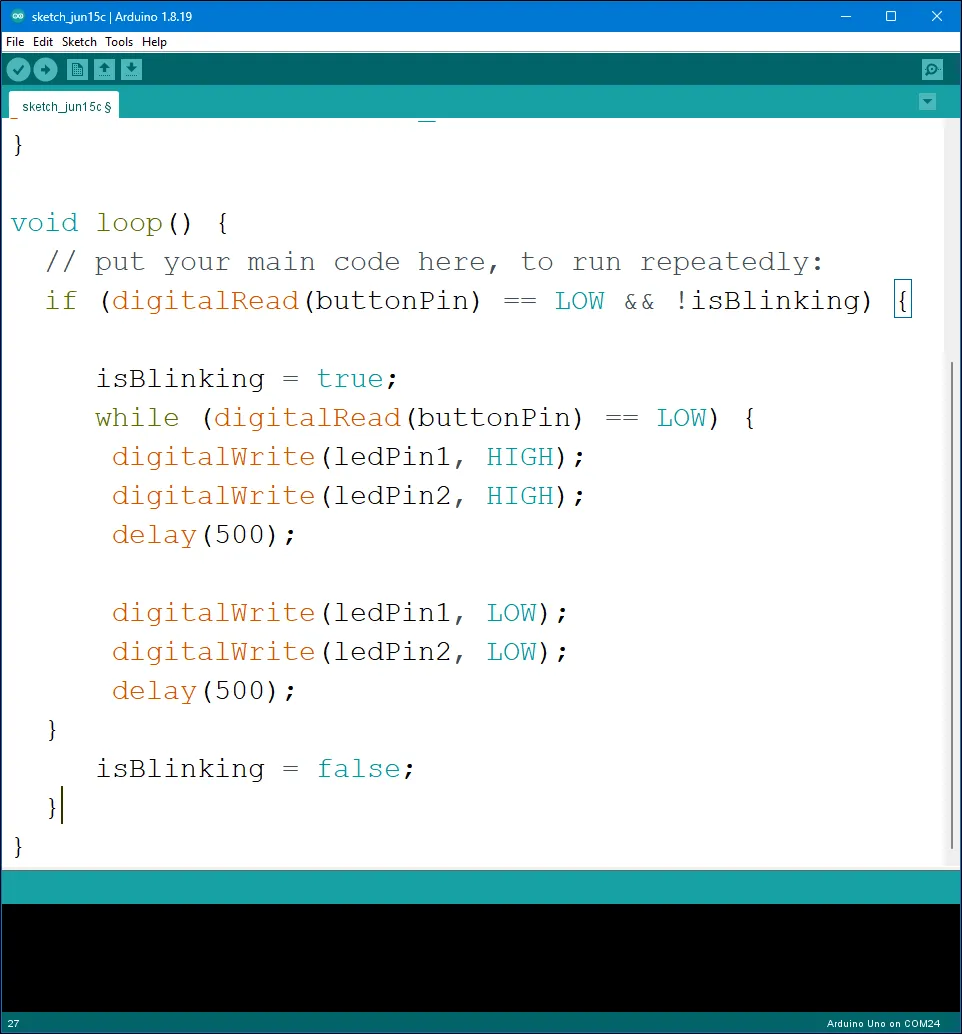 sketch_jun15c | Arduino 1.8.19
File Edit Sketch Tools Help
sketch_jun15c §
}
void loop() {
  // put your main code here, to run repeatedly:
  if (digitalRead(buttonPin) == LOW && !isBlinking) {
     isBlinking = true;
     while (digitalRead(buttonPin) == LOW) {
      digitalWrite(ledPin1, HIGH);
      digitalWrite(ledPin2, HIGH);
      delay(500);
      digitalWrite(ledPin1, LOW);
      digitalWrite(ledPin2, LOW);
      delay(500);
  }
     isBlinking = false;
  }
}
27
Arduino Uno on COM24